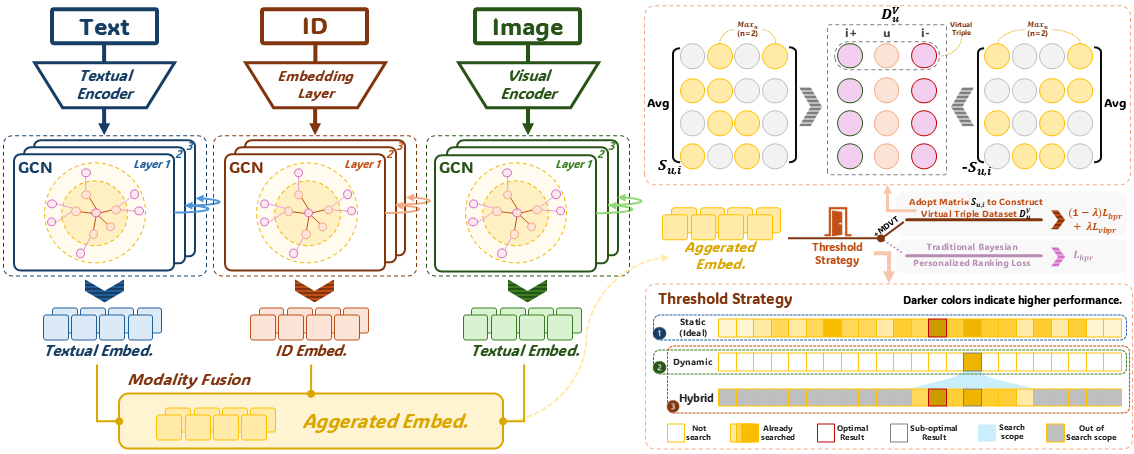 Text
ID
Image
Textual
Encoder
Embedding
Layer
Visual
Encoder
GCN
Layer 1
2
3
GCN
Layer 1
2
3
GCN
Layer 1
2
3
Textual Embed.
ID Embed.
Textual Embed.
Modality Fusion
Aggerated Embed.
Max_u
(n=2)
Avg
S_{u,i}
D_u^V
i+
u
i-
Virtual
Triple
Max_u
(n=2)
Avg
-S_{u,i}
Aggerated
Embed.
Threshold
Strategy
+MDVT
Adopt Matrix S_{u,i} to Construct
Virtual Triple Dataset D_u^V
(1 − λ)L_{bpr}
+ λL_{vbpr}
Traditional Bayesian
Personalized Ranking Loss
L_{bpr}
Threshold Strategy
Darker colors indicate higher performance.
1
Static
(Ideal)
2
Dynamic
3
Hybrid
Not
search
Already
searched
Optimal
Result
Sub-optimal
Result
Search
scope
Out of
Search scope